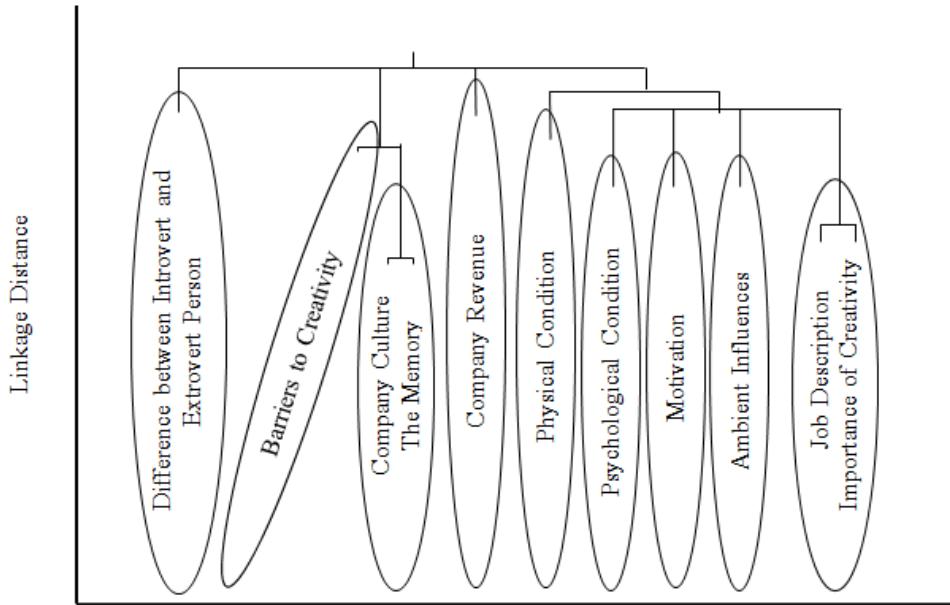 Linkage Distance
Difference between Introvert and
Extrovert Person
Barriers to Creativity
Company Culture
The Memory
Company Revenue
Physical Condition
Psychological Condition
Motivation
Ambient Influences
Job Description
Importance of Creativity